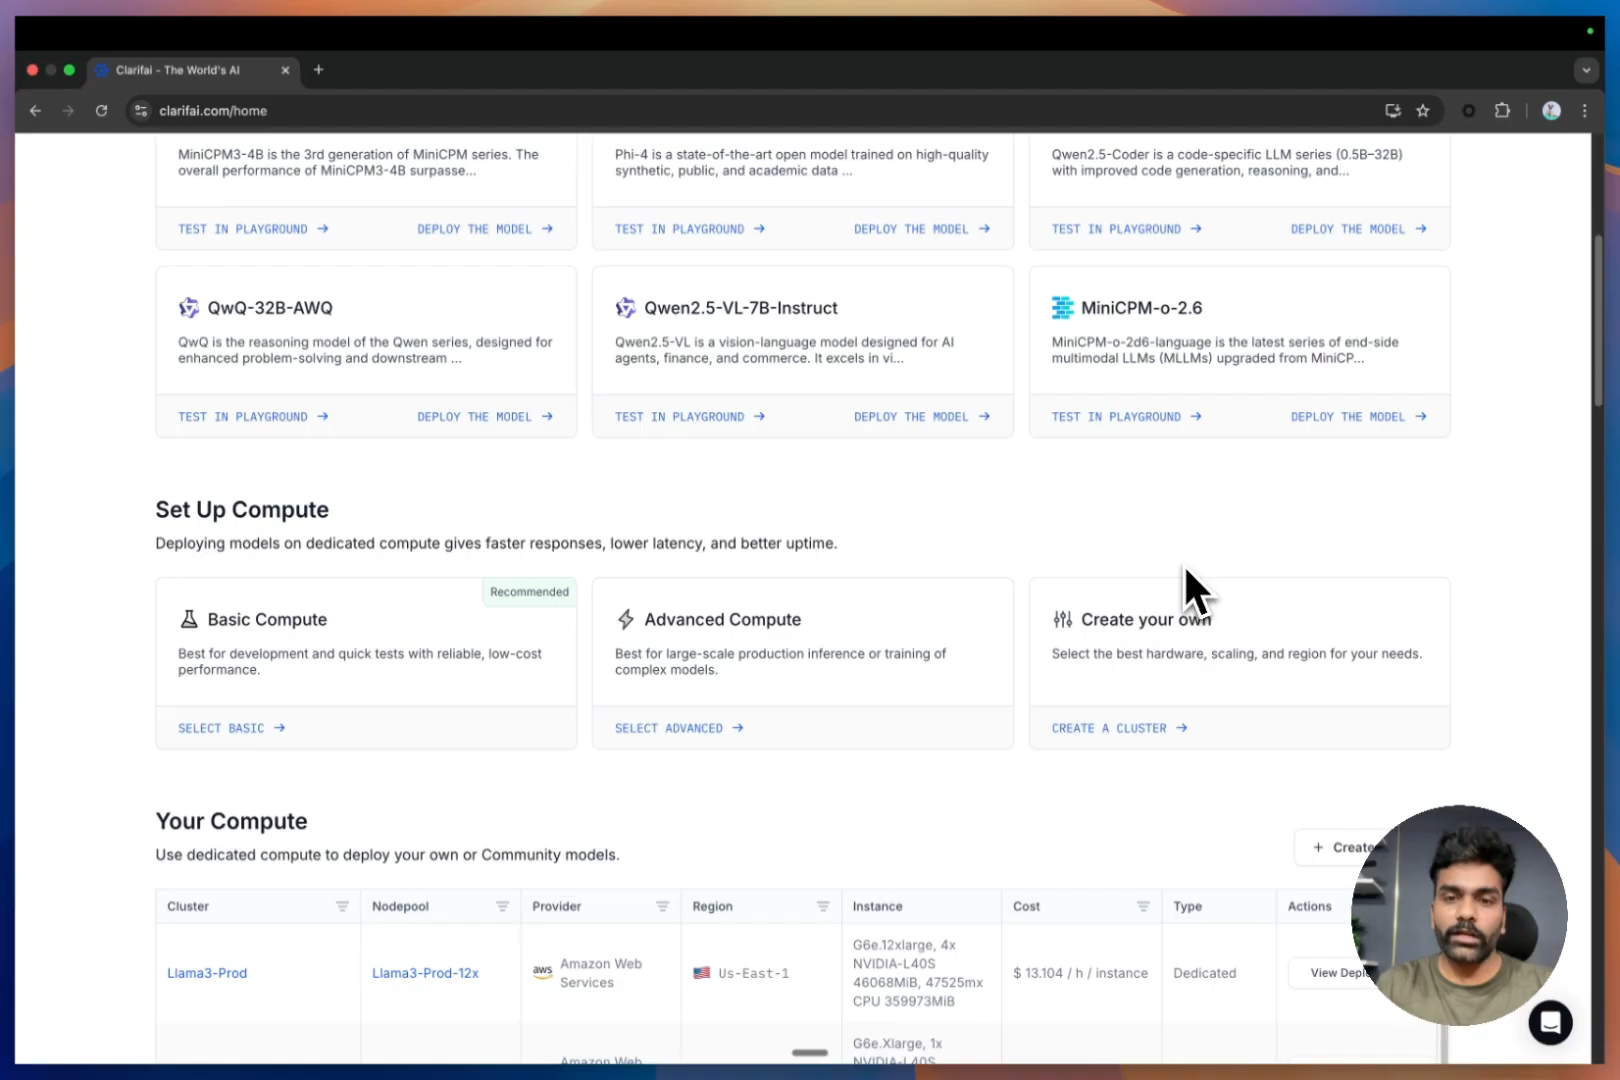 Clarifai - The World's AI
clarifai.com/home
MiniCPM3-4B is the 3rd generation of MiniCPM series. The
overall performance of MiniCPM3-4B surpasse...
TEST IN PLAYGROUND → DEPLOY THE MODEL →
Phi-4 is a state-of-the-art open model trained on high-quality
synthetic, public, and academic data ...
TEST IN PLAYGROUND → DEPLOY THE MODEL →
Qwen2.5-Coder is a code-specific LLM series (0.5B–32B)
with improved code generation, reasoning, and...
TEST IN PLAYGROUND → DEPLOY THE MODEL →
QwQ-32B-AWQ
QwQ is the reasoning model of the Qwen series, designed for
enhanced problem-solving and downstream ...
TEST IN PLAYGROUND → DEPLOY THE MODEL →
Qwen2.5-VL-7B-Instruct
Qwen2.5-VL is a vision-language model designed for AI
agents, finance, and commerce. It excels in vi...
TEST IN PLAYGROUND → DEPLOY THE MODEL →
MiniCPM-o-2.6
MiniCPM-o-2d6-language is the latest series of end-side
multimodal LLMs (MLLMs) upgraded from MiniCP...
TEST IN PLAYGROUND → DEPLOY THE MODEL →
Set Up Compute
Deploying models on dedicated compute gives faster responses, lower latency, and better uptime.
Recommended
Basic Compute
Best for development and quick tests with reliable, low-cost
performance.
SELECT BASIC →
Advanced Compute
Best for large-scale production inference or training of
complex models.
SELECT ADVANCED →
Create your own
Select the best hardware, scaling, and region for your needs.
CREATE A CLUSTER →
Your Compute
Use dedicated compute to deploy your own or Community models.
+ Create
Cluster Nodepool Provider Region Instance Cost Type Actions
Llama3-Prod
Llama3-Prod-12x
aws
Amazon Web
Services
Us-East-1
G6e.12xlarge, 4x
NVIDIA-L40S
46068MiB, 47525mx
CPU 359973MiB
$ 13.104 / h / instance
Dedicated
View Depl
Amazon Web
G6e.Xlarge, 1x
NVIDIA-L40S